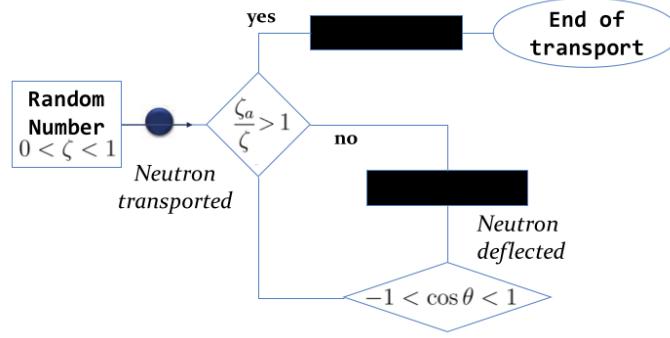 yes
End of
transport
Random
Number
0 < ζ < 1
ζₐ/ζ > 1
no
Neutron
transported
Neutron
deflected
−1 < cos θ < 1